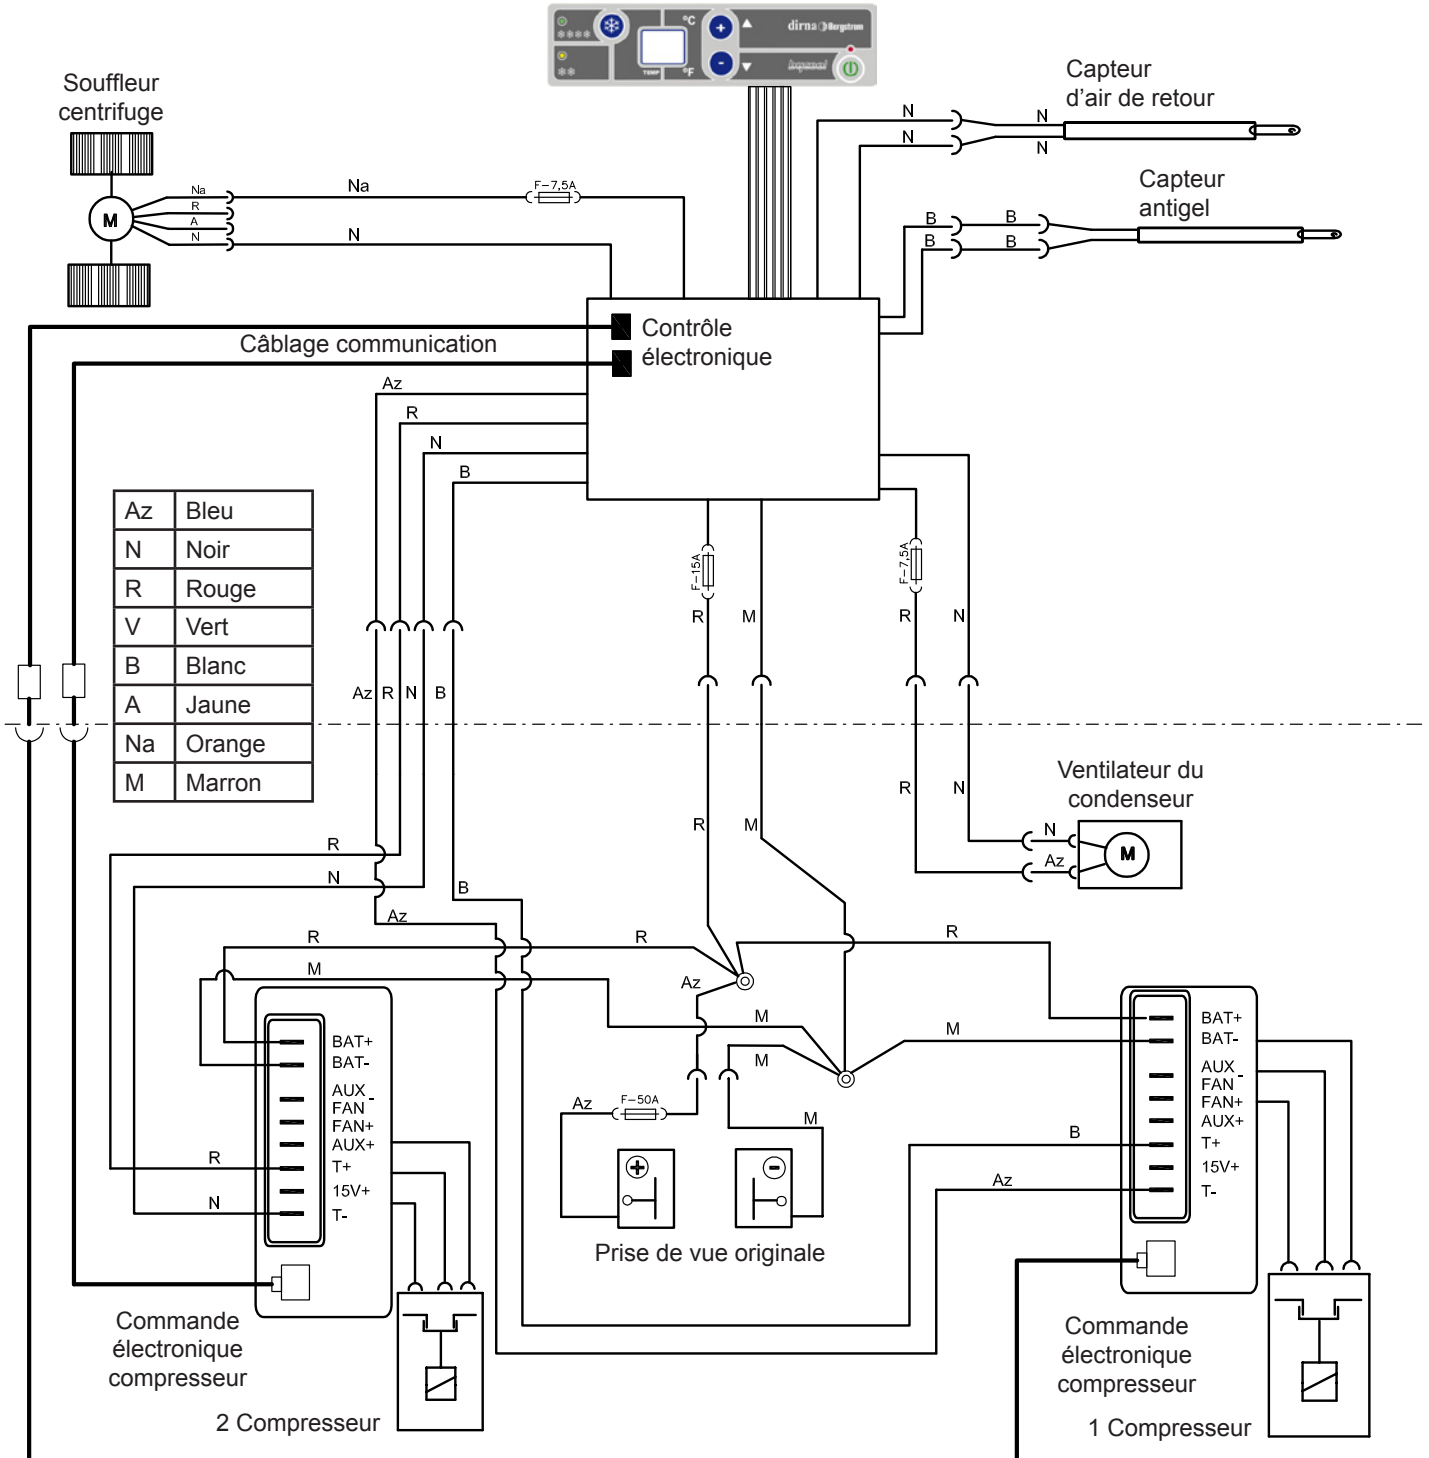 °C
dirna Bergstrom
TEMP
°F
Souffleur
centrifuge
Capteur
d'air de retour
N
N
N
N
Capteur
antigel
Na
R
A
N
M
Na
F-7,5A
N
B
B
B
B
Contrôle
électronique
Câblage communication
Az
R
N
B
Az Bleu
N Noir
R Rouge
V Vert
B Blanc
A Jaune
Na Orange
M Marron
F-15A
F-7,5A
R
M
R
N
Az
R
N
B
R
M
R
N
Ventilateur du
condenseur
N
Az
M
R
N
B
Az
R
R
R
M
Az
M
M
M
BAT+
BAT-
AUX
FAN -
FAN+
AUX+
T+
15V+
T-
R
N
Az
F-50A
M
+
-
Prise de vue originale
B
Az
BAT+
BAT-
AUX
FAN -
FAN+
AUX+
T+
15V+
T-
Commande
électronique
compresseur
2 Compresseur
Commande
électronique
compresseur
1 Compresseur